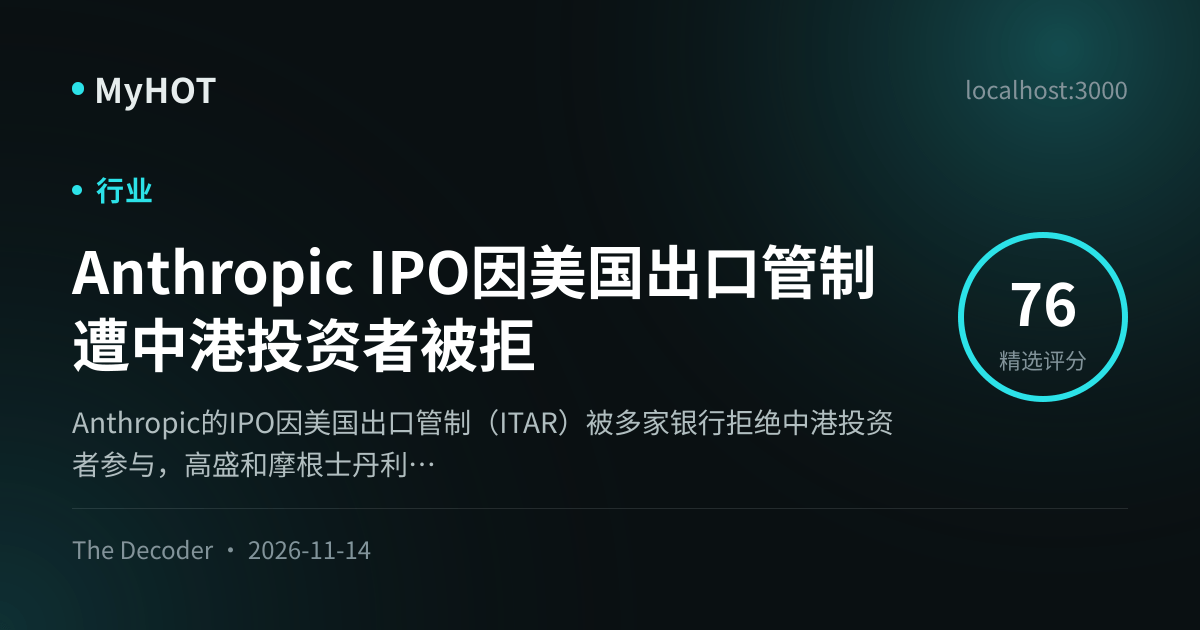 MyHOT
localhost:3000
行业
Anthropic IPO因美国出口管制
遭中港投资者被拒
76
精选评分
Anthropic的IPO因美国出口管制（ITAR）被多家银行拒绝中港投资
者参与，高盛和摩根士丹利…
The Decoder · 2026-11-14